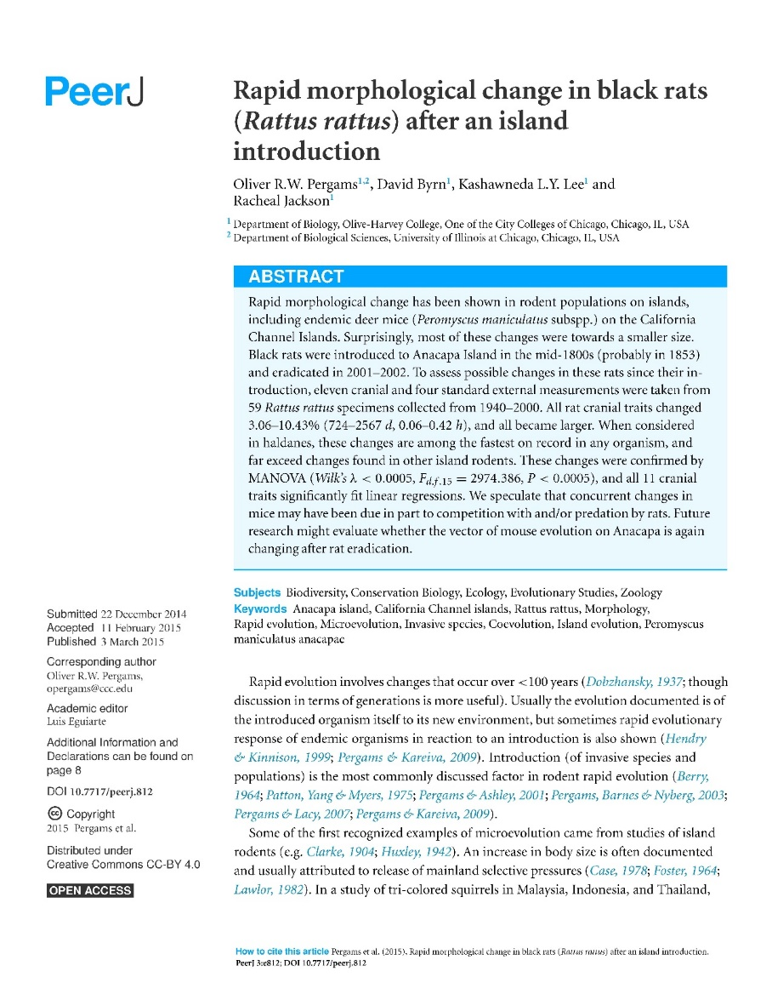 PeerJ
Rapid morphological change in black rats
(Rattus rattus) after an island
introduction
Oliver R.W. Pergams1,2, David Byrn1, Kashawneda L.Y. Lee1 and
Racheal Jackson1
1 Department of Biology, Olive-Harvey College, One of the City Colleges of Chicago, Chicago, IL, USA
2 Department of Biological Sciences, University of Illinois at Chicago, Chicago, IL, USA
ABSTRACT
Rapid morphological change has been shown in rodent populations on islands,
including endemic deer mice (Peromyscus maniculatus subspp.) on the California
Channel Islands. Surprisingly, most of these changes were towards a smaller size.
Black rats were introduced to Anacapa Island in the mid-1800s (probably in 1853)
and eradicated in 2001–2002. To assess possible changes in these rats since their in-
troduction, eleven cranial and four standard external measurements were taken from
59 Rattus rattus specimens collected from 1940–2000. All rat cranial traits changed
3.06–10.43% (724–2567 d, 0.06–0.42 h), and all became larger. When considered
in haldanes, these changes are among the fastest on record in any organism, and
far exceed changes found in other island rodents. These changes were confirmed by
MANOVA (Wilk's λ < 0.0005, Fd.f.15 = 2974.386, P < 0.0005), and all 11 cranial
traits significantly fit linear regressions. We speculate that concurrent changes in
mice may have been due in part to competition with and/or predation by rats. Future
research might evaluate whether the vector of mouse evolution on Anacapa is again
changing after rat eradication.
Subjects Biodiversity, Conservation Biology, Ecology, Evolutionary Studies, Zoology
Keywords Anacapa island, California Channel islands, Rattus rattus, Morphology,
Rapid evolution, Microevolution, Invasive species, Coevolution, Island evolution, Peromyscus
maniculatus anacapae
Submitted 22 December 2014
Accepted 11 February 2015
Published 3 March 2015
Corresponding author
Oliver R.W. Pergams,
opergams@ccc.edu
Academic editor
Luis Eguiarte
Additional Information and
Declarations can be found on
page 8
DOI 10.7717/peerj.812
Copyright
2015 Pergams et al.
Distributed under
Creative Commons CC-BY 4.0
OPEN ACCESS
Rapid evolution involves changes that occur over <100 years (Dobzhansky, 1937; though
discussion in terms of generations is more useful). Usually the evolution documented is of
the introduced organism itself to its new environment, but sometimes rapid evolutionary
response of endemic organisms in reaction to an introduction is also shown (Hendry
& Kinnison, 1999; Pergams & Kareiva, 2009). Introduction (of invasive species and
populations) is the most commonly discussed factor in rodent rapid evolution (Berry,
1964; Patton, Yang & Myers, 1975; Pergams & Ashley, 2001; Pergams, Barnes & Nyberg, 2003;
Pergams & Lacy, 2007; Pergams & Kareiva, 2009).
Some of the first recognized examples of microevolution came from studies of island
rodents (e.g. Clarke, 1904; Huxley, 1942). An increase in body size is often documented
and usually attributed to release of mainland selective pressures (Case, 1978; Foster, 1964;
Lawlor, 1982). In a study of tri-colored squirrels in Malaysia, Indonesia, and Thailand,
How to cite this article Pergams et al. (2015), Rapid morphological change in black rats (Rattus rattus) after an island introduction.
PeerJ 3:e812; DOI 10.7717/peerj.812